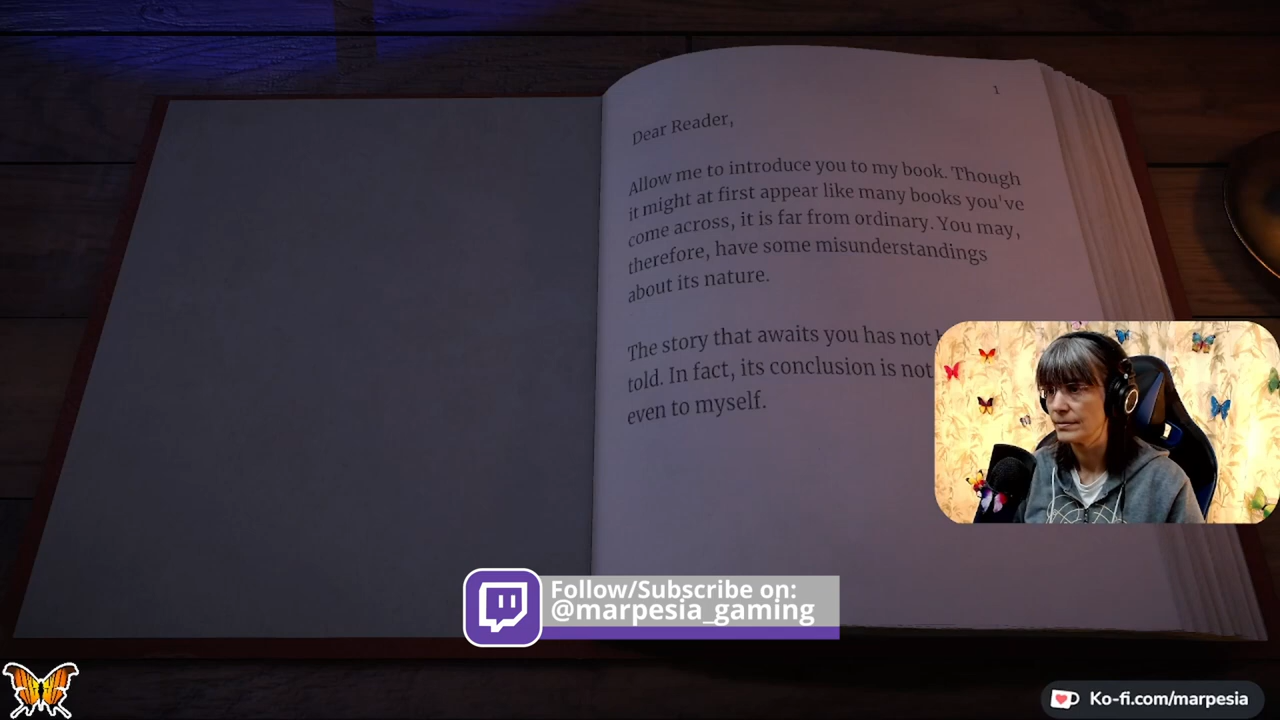 1
Dear Reader,
Allow me to introduce you to my book. Though
it might at first appear like many books you've
come across, it is far from ordinary. You may,
therefore, have some misunderstandings
about its nature.
The story that awaits you has not
told. In fact, its conclusion is not
even to myself.
Follow/Subscribe on:
@marpesia_gaming
Ko-fi.com/marpesia